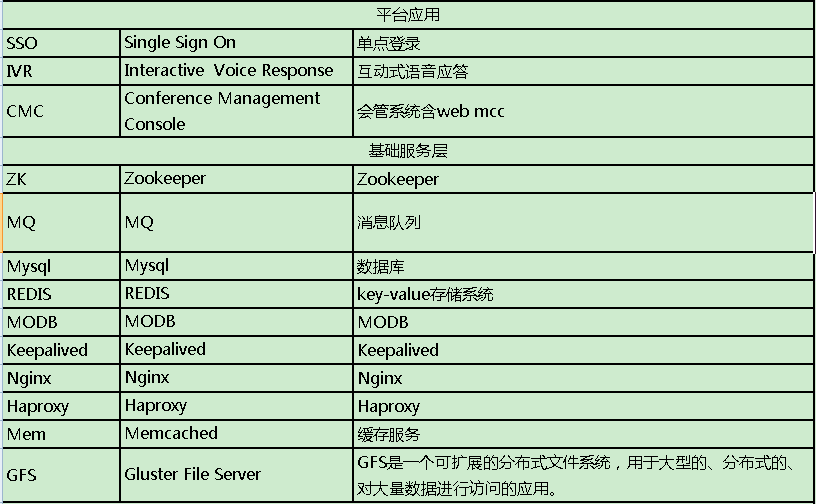 平台应用
SSO Single Sign On 单点登录
IVR Interactive Voice Response 互动式语音应答
CMC Conference Management Console 会管系统含web mcc
基础服务层
ZK Zookeeper Zookeeper
MQ MQ 消息队列
Mysql Mysql 数据库
REDIS REDIS key-value存储系统
MODB MODB MODB
Keepalived Keepalived Keepalived
Nginx Nginx Nginx
Haproxy Haproxy Haproxy
Mem Memcached 缓存服务
GFS Gluster File Server GFS是一个可扩展的分布式文件系统，用于大型的、分布式的、
对大量数据进行访问的应用。